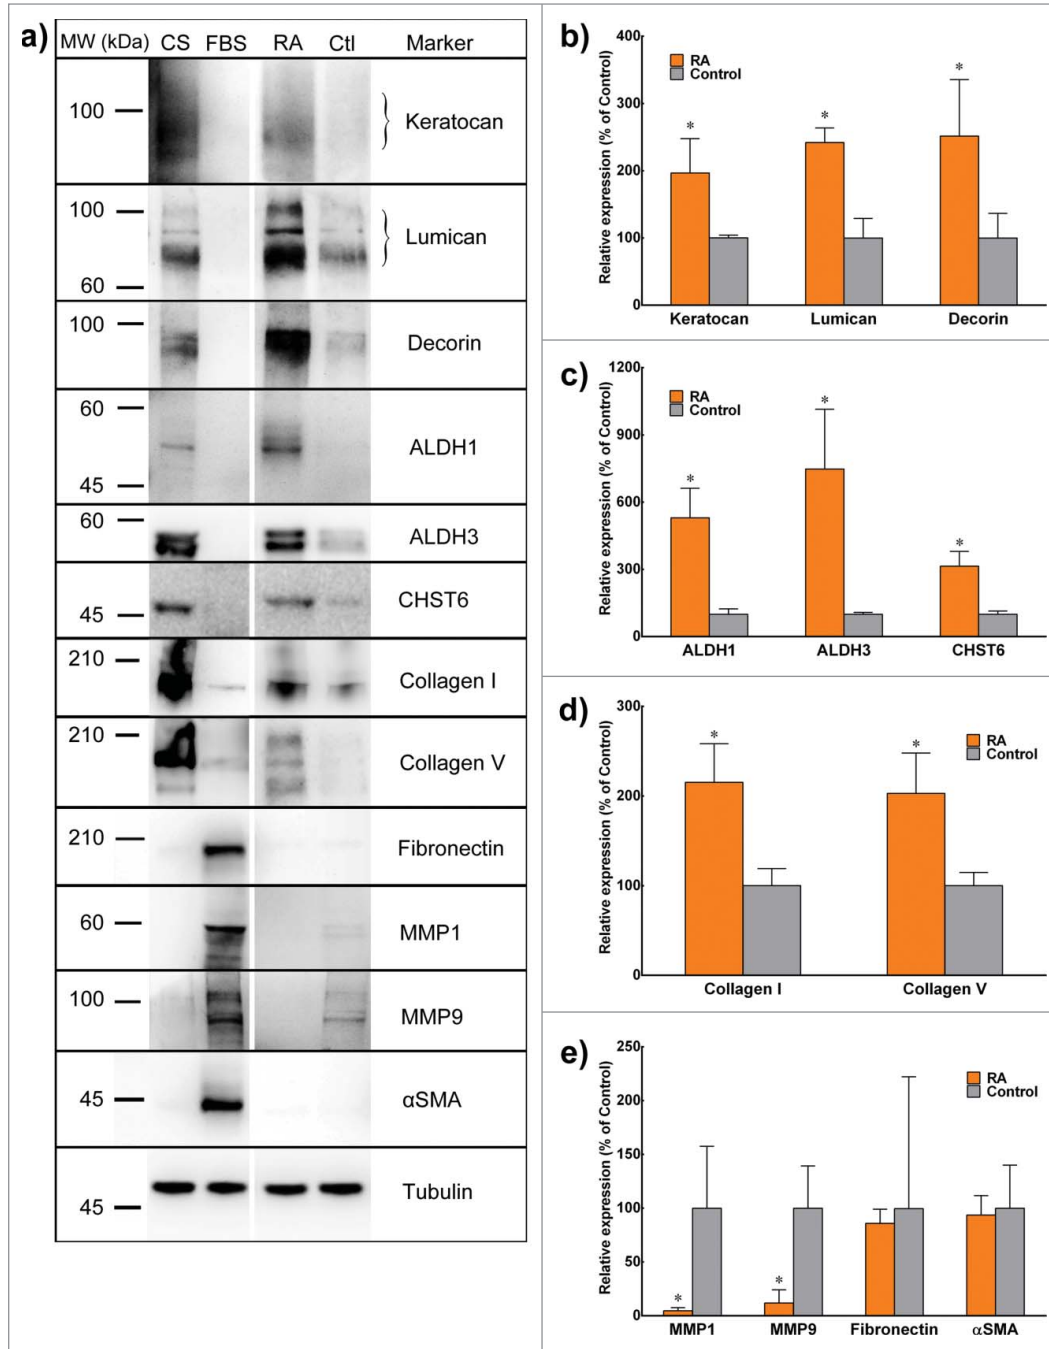 a)
MW (kDa) CS FBS RA Ctl Marker
100 Keratocan
100
Lumican
60
100
Decorin
60
ALDH1
45
60
ALDH3
CHST6
45
210
Collagen I
210
Collagen V
210
Fibronectin
60
MMP1
100
MMP9
45 αSMA
Tubulin
45
b)
Relative expression (% of Control)
400
300
200
100
0
RA
Control
* * *
Keratocan Lumican Decorin
c)
Relative expression (% of Control)
1200
900
600
300
0
RA
Control
* * *
ALDH1 ALDH3 CHST6
d)
Relative expression (% of Control)
300
200
100
0
RA
Control
* *
Collagen I Collagen V
e)
Relative expression (% of Control)
250
200
150
100
50
0
RA
Control
* *
MMP1 MMP9 Fibronectin αSMA